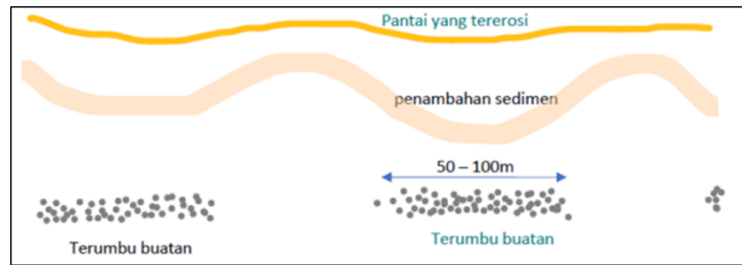 Pantai yang tererosi
penambahan sedimen
50 – 100m
Terumbu buatan
Terumbu buatan